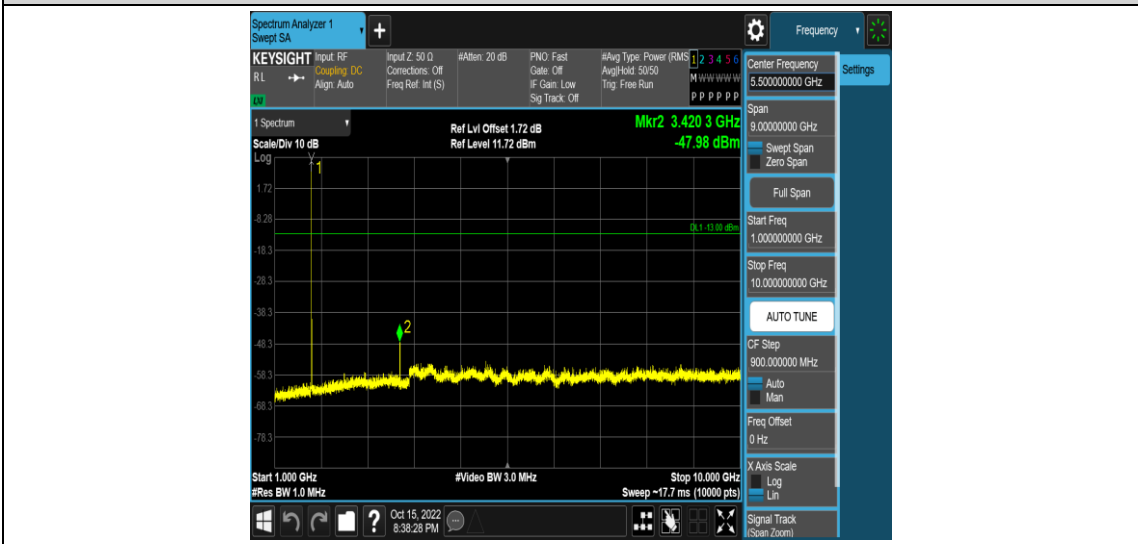 Spectrum Analyzer 1
Swept SA
+
Frequency
KEYSIGHT
RL
LXI
Input: RF
Coupling: DC
Align: Auto
Input Z: 50 Ω
Corrections: Off
Freq Ref: Int (S)
#Atten: 20 dB
PNO: Fast
Gate: Off
IF Gain: Low
Sig Track: Off
#Avg Type: Power (RMS
Avg|Hold: 50/50
Trig: Free Run
1 2 3 4 5 6
M W W W W W
P P P P P P
1 Spectrum
Scale/Div 10 dB
Ref Lvl Offset 1.72 dB
Ref Level 11.72 dBm
Mkr2 3.420 3 GHz
-47.98 dBm
Log
1
1.72
-8.28
DL1 -13.00 dBm
-18.3
-28.3
-38.3
2
-48.3
-58.3
-68.3
-78.3
Start 1.000 GHz
#Res BW 1.0 MHz
#Video BW 3.0 MHz
Stop 10.000 GHz
Sweep ~17.7 ms (10000 pts)
?
Oct 15, 2022
8:38:28 PM
Center Frequency
5.500000000 GHz
Settings
Span
9.00000000 GHz
Swept Span
Zero Span
Full Span
Start Freq
1.000000000 GHz
Stop Freq
10.000000000 GHz
AUTO TUNE
CF Step
900.000000 MHz
Auto
Man
Freq Offset
0 Hz
X Axis Scale
Log
Lin
Signal Track
(Span Zoom)